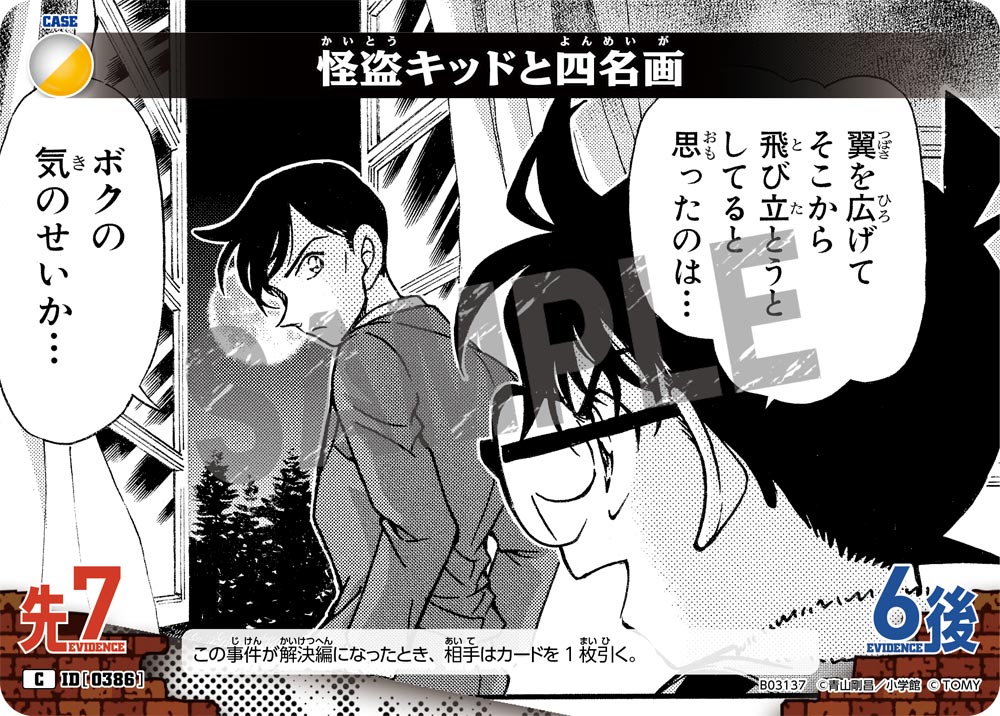 CASE
かいとう よんめいが
怪盗キッドと四名画
つばさ ひろ
翼を広げて
そこから
と た
飛び立とうと
してると
おも
思ったのは…
ボクの
き
気のせいか…
SAMPLE
先7
EVIDENCE
6後
EVIDENCE
じけん かいけつへん あいて まいひ
この事件が解決編になったとき、相手はカードを1枚引く。
C ID[0386]
B03137 ©青山剛昌/小学館 © TOMY